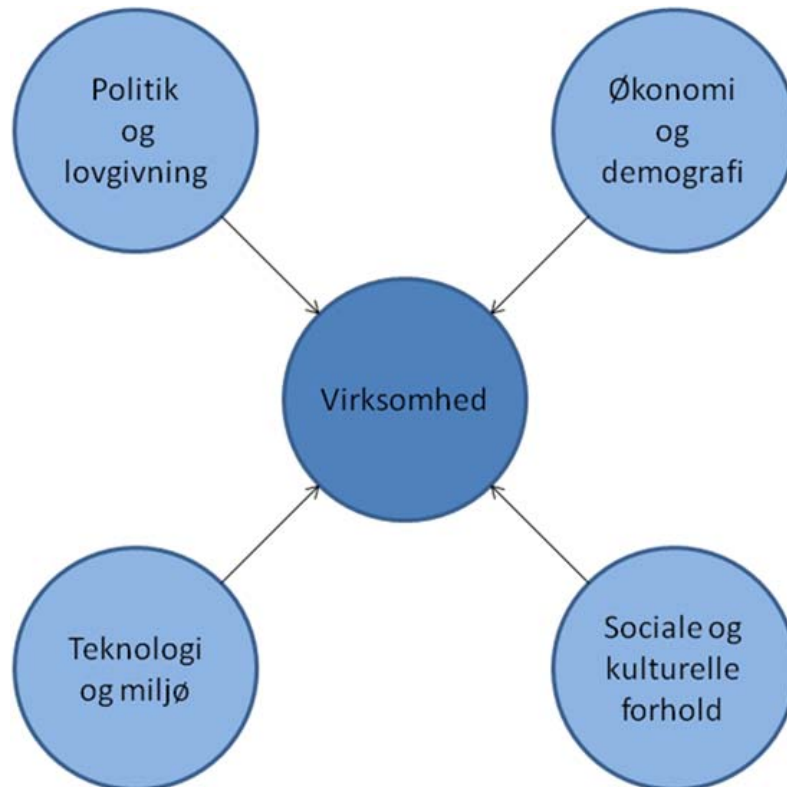 Politik
og
lovgivning
Økonomi
og
demografi
Virksomhed
Teknologi
og miljø
Sociale og
kulturelle
forhold